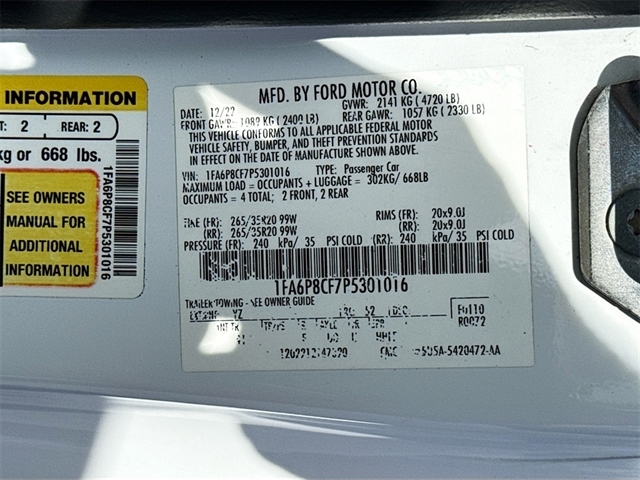 INFORMATION
T: 2 REAR: 2
kg or 668 lbs.
SEE OWNERS
MANUAL FOR
ADDITIONAL
INFORMATION
1FA6P8CF7P5301016
MFD. BY FORD MOTOR CO.
DATE: 12/22 GVWR: 2141 KG (4720 LB)
FRONT GAWR: 1089 KG (2400 LB) REAR GAWR: 1057 KG (2330 LB)
THIS VEHICLE CONFORMS TO ALL APPLICABLE FEDERAL MOTOR
VEHICLE SAFETY, BUMPER, AND THEFT PREVENTION STANDARDS
IN EFFECT ON THE DATE OF MANUFACTURE SHOWN ABOVE.
VIN: 1FA6P8CF7P5301016 TYPE: Passenger Car
MAXIMUM LOAD = OCCUPANTS + LUGGAGE = 302KG/668LB
OCCUPANTS = 4 TOTAL; 2 FRONT, 2 REAR
TIRE (FR): 265/35R20 99W RIMS (FR): 20x9.0J
(RR): 265/35R20 99W (RR): 20x9.0J
PRESSURE (FR): 240 kPa/ 35 PSI COLD (RR): 240 kPa/ 35 PSI COLD
1FA6P8CF7P5301016
TRAILER TOWING - SEE OWNER GUIDE
YZ
F0110
R0072
5U5A-5420472-AA